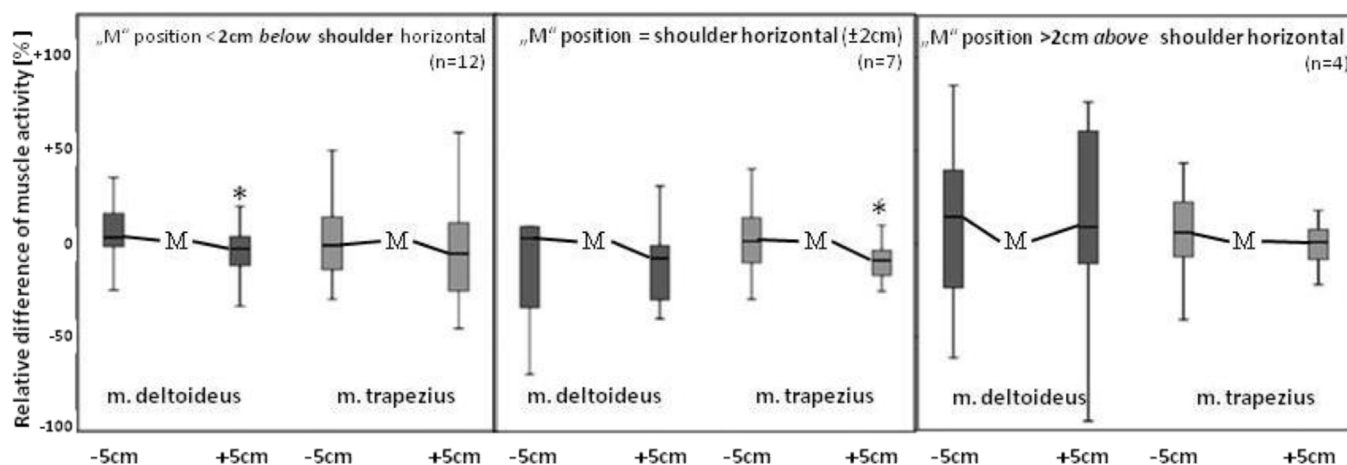 „M“ position <2cm below shoulder horizontal
(n=12)
„M“ position = shoulder horizontal (±2cm)
(n=7)
„M“ position >2cm above shoulder horizontal
(n=4)
Relative difference of muscle activity [%]
+100
+50
0
-50
-100
*
M
M
m. deltoideus
m. trapezius
*
M
M
m. deltoideus
m. trapezius
M
M
m. deltoideus
m. trapezius
-5cm +5cm -5cm +5cm -5cm +5cm -5cm +5cm -5cm +5cm -5cm +5cm